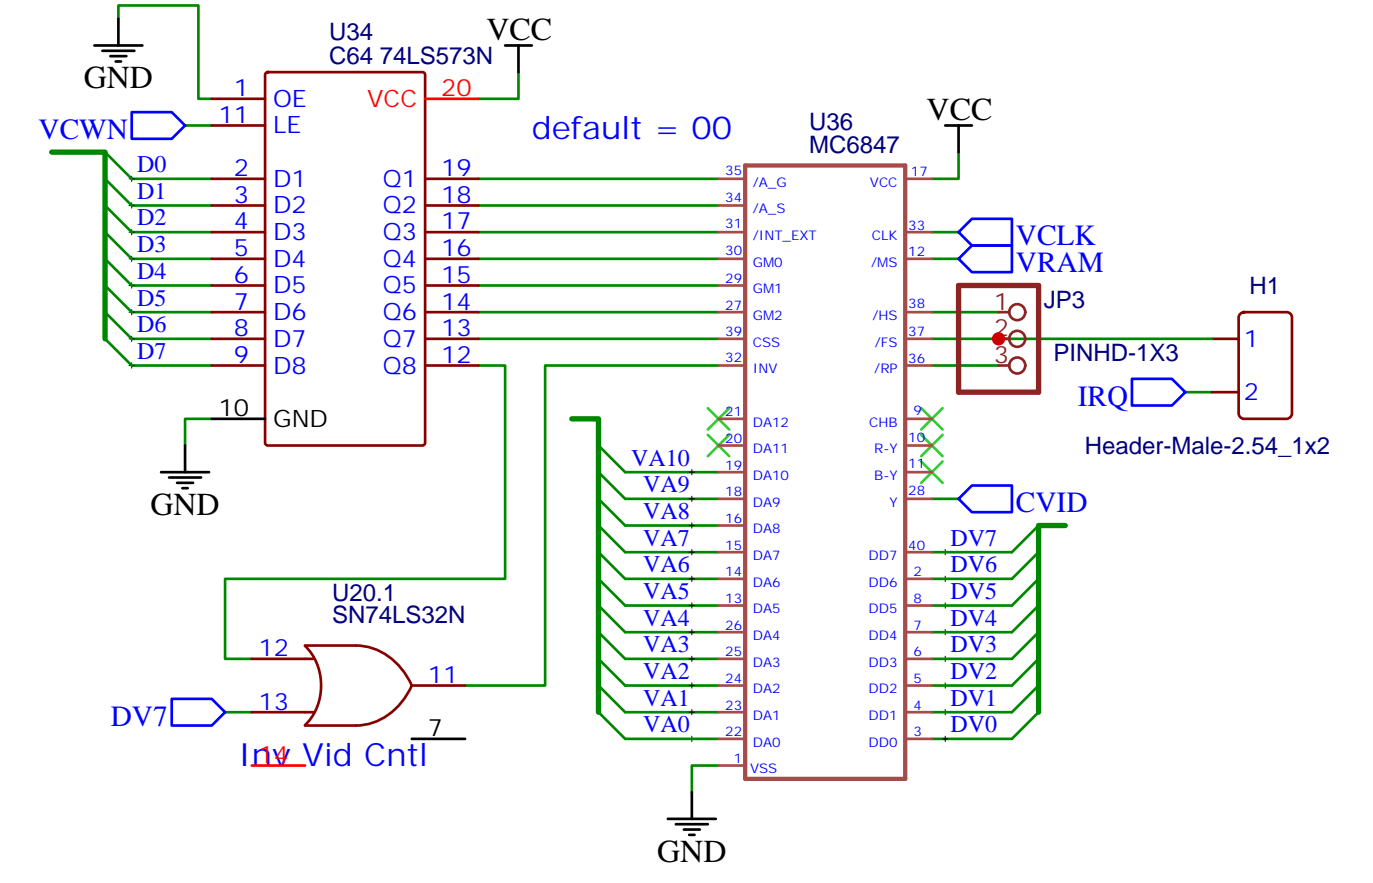 U34
C64 74LS573N
VCC
GND
1
OE
VCC
20
VCWN
11
LE
default = 00
U36
MC6847
VCC
D0
2
D1
Q1
19
35
/A_G
VCC
17
D1
3
D2
Q2
18
34
/A_S
D2
4
D3
Q3
17
31
/INT_EXT
CLK
33
VCLK
D3
5
D4
Q4
16
30
GM0
/MS
12
VRAM
D4
6
D5
Q5
15
29
GM1
D5
7
D6
Q6
14
27
GM2
/HS
38
1
JP3
H1
D6
8
D7
Q7
13
39
CSS
/FS
37
2
PINHD-1X3
1
D7
9
D8
Q8
12
32
INV
/RP
36
3
IRQ
2
Header-Male-2.54_1x2
10
GND
GND
21
DA12
CHB
9
20
DA11
R-Y
10
VA10
19
DA10
B-Y
11
VA9
18
DA9
Y
28
CVID
VA8
16
DA8
VA7
15
DA7
DD7
40
DV7
VA6
14
DA6
DD6
2
DV6
VA5
13
DA5
DD5
8
DV5
VA4
26
DA4
DD4
7
DV4
VA3
25
DA3
DD3
6
DV3
VA2
24
DA2
DD2
5
DV2
VA1
23
DA1
DD1
4
DV1
VA0
22
DA0
DD0
3
DV0
1
VSS
GND
U20.1
SN74LS32N
12
11
DV7
13
7
14
Inv Vid Cntl